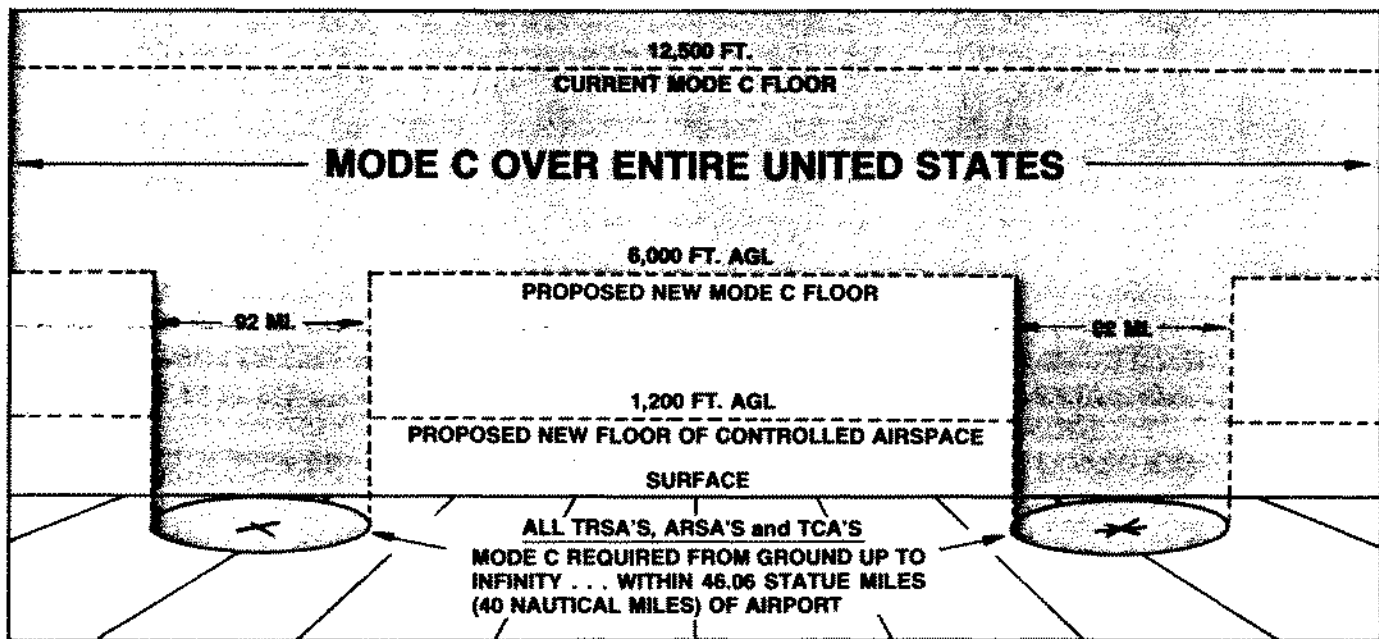 12,500 FT.
CURRENT MODE C FLOOR
MODE C OVER ENTIRE UNITED STATES
6,000 FT. AGL
PROPOSED NEW MODE C FLOOR
92 MI.
92 MI.
1,200 FT. AGL
PROPOSED NEW FLOOR OF CONTROLLED AIRSPACE
SURFACE
ALL TRSA'S, ARSA'S and TCA'S
MODE C REQUIRED FROM GROUND UP TO
INFINITY . . . WITHIN 46.06 STATUE MILES
(40 NAUTICAL MILES) OF AIRPORT